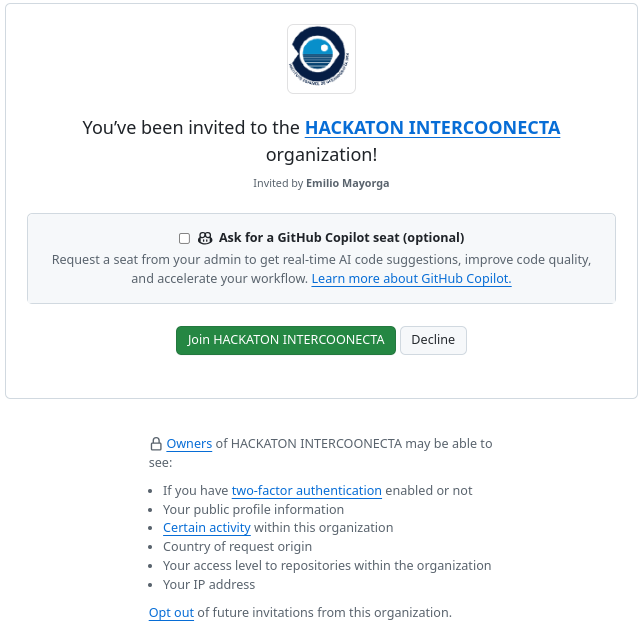 You’ve been invited to the HACKATON INTERCOONECTA
organization!
Invited by Emilio Mayorga
Ask for a GitHub Copilot seat (optional)
Request a seat from your admin to get real-time AI code suggestions, improve code quality,
and accelerate your workflow. Learn more about GitHub Copilot.
Join HACKATON INTERCOONECTA
Decline
Owners of HACKATON INTERCOONECTA may be able to
see:
If you have two-factor authentication enabled or not
Your public profile information
Certain activity within this organization
Country of request origin
Your access level to repositories within the organization
Your IP address
Opt out of future invitations from this organization.